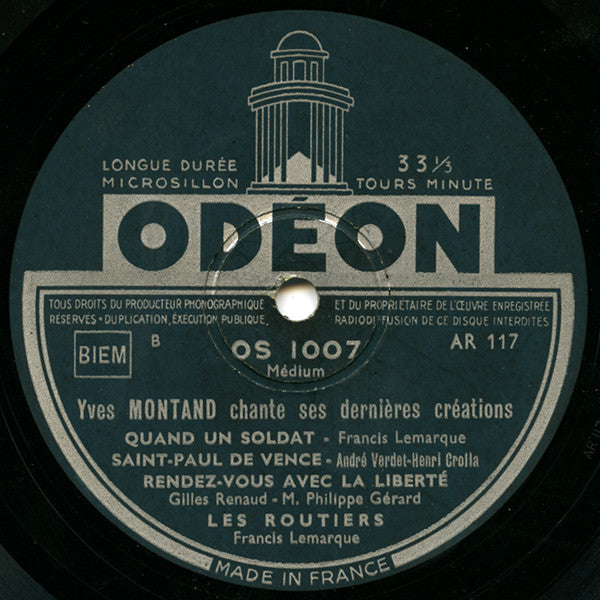 LONGUE DURÉE 33 1/3
MICROSILLON TOURS MINUTE
ODÉON
TOUS DROITS DU PRODUCTEUR PHONOGRAPHIQUE ET DU PROPRIÉTAIRE DE L'ŒUVRE ENREGISTRÉE
RÉSERVÉS • DUPLICATION, EXÉCUTION PUBLIQUE, RADIODIFFUSION DE CE DISQUE INTERDITES
BIEM B OS 1007 AR 117
Médium
Yves MONTAND chante ses dernières créations
QUAND UN SOLDAT - Francis Lemarque
SAINT-PAUL DE VENCE - André Verdet-Henri Crolla
RENDEZ-VOUS AVEC LA LIBERTÉ
Gilles Renaud - M. Philippe Gérard
LES ROUTIERS
Francis Lemarque
MADE IN FRANCE